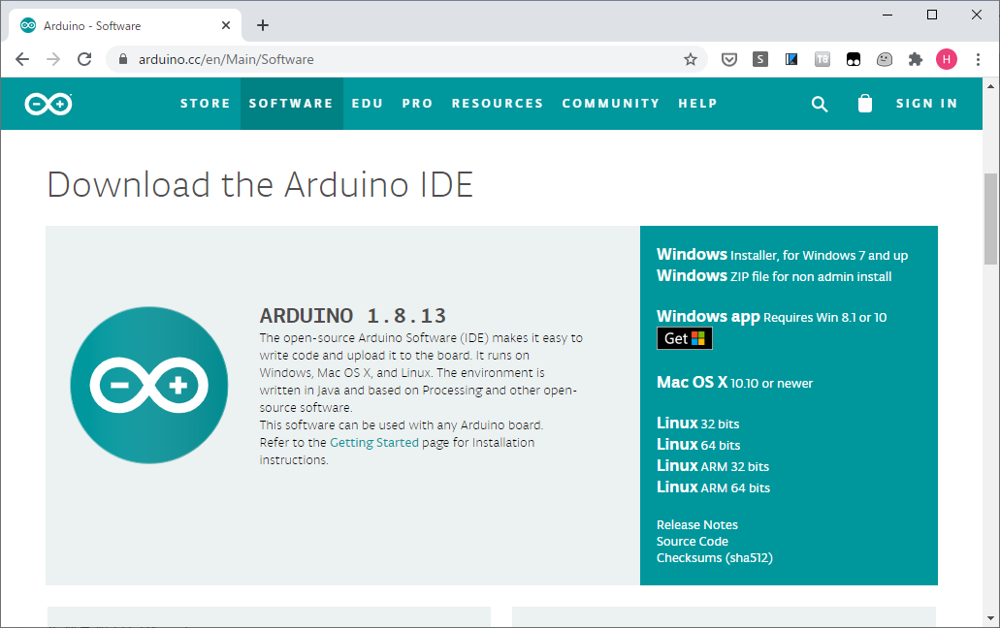 Arduino - Software
arduino.cc/en/Main/Software
S
T8
H
STORE SOFTWARE EDU PRO RESOURCES COMMUNITY HELP SIGN IN
Download the Arduino IDE
ARDUINO 1.8.13
The open-source Arduino Software (IDE) makes it easy to
write code and upload it to the board. It runs on
Windows, Mac OS X, and Linux. The environment is
written in Java and based on Processing and other open-
source software.
This software can be used with any Arduino board.
Refer to the Getting Started page for Installation
instructions.
Windows Installer, for Windows 7 and up
Windows ZIP file for non admin install
Windows app Requires Win 8.1 or 10
Get
Mac OS X 10.10 or newer
Linux 32 bits
Linux 64 bits
Linux ARM 32 bits
Linux ARM 64 bits
Release Notes
Source Code
Checksums (sha512)